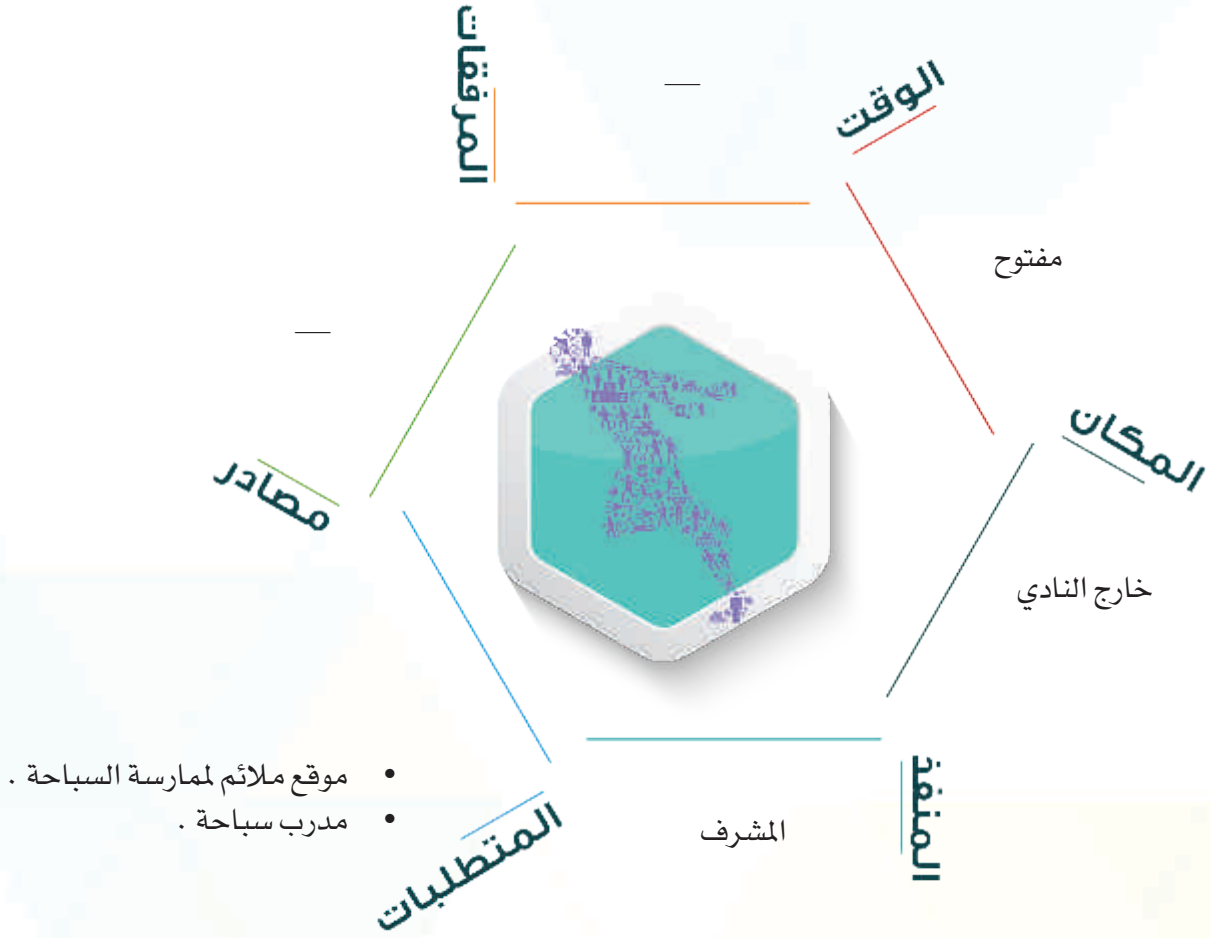 الوقت
مفتوح
المكان
خارج النادي
المنفذ
المشرف
المتطلبات
• موقع ملائم لممارسة السباحة .
• مدرب سباحة .
مصادر
—
المرفقات
—